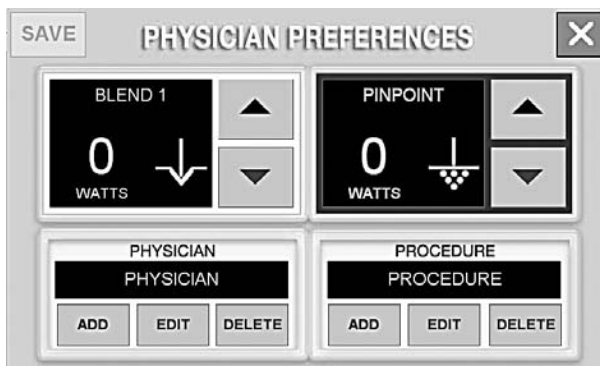 SAVE
PHYSICIAN PREFERENCES
BLEND 1
0
WATTS
PINPOINT
0
WATTS
PHYSICIAN
PHYSICIAN
ADD EDIT DELETE
PROCEDURE
PROCEDURE
ADD EDIT DELETE